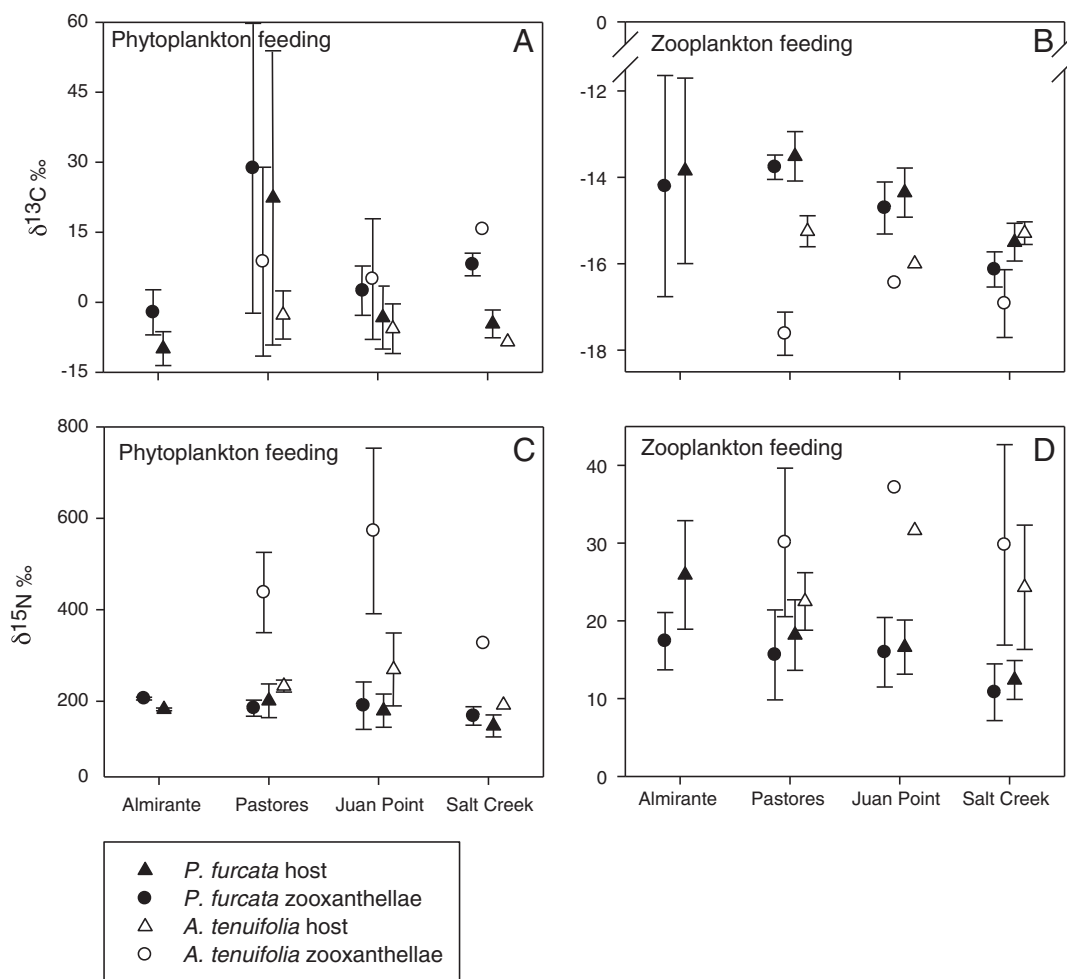 Phytoplankton feeding
A
60
45
30
15
0
-15
δ13C ‰
Zooplankton feeding
B
0
-12
-14
-16
-18
Phytoplankton feeding
C
800
600
400
200
0
δ15N ‰
Almirante
Pastores
Juan Point
Salt Creek
Zooplankton feeding
D
40
30
20
10
0
Almirante
Pastores
Juan Point
Salt Creek
P. furcata host
P. furcata zooxanthellae
A. tenuifolia host
A. tenuifolia zooxanthellae